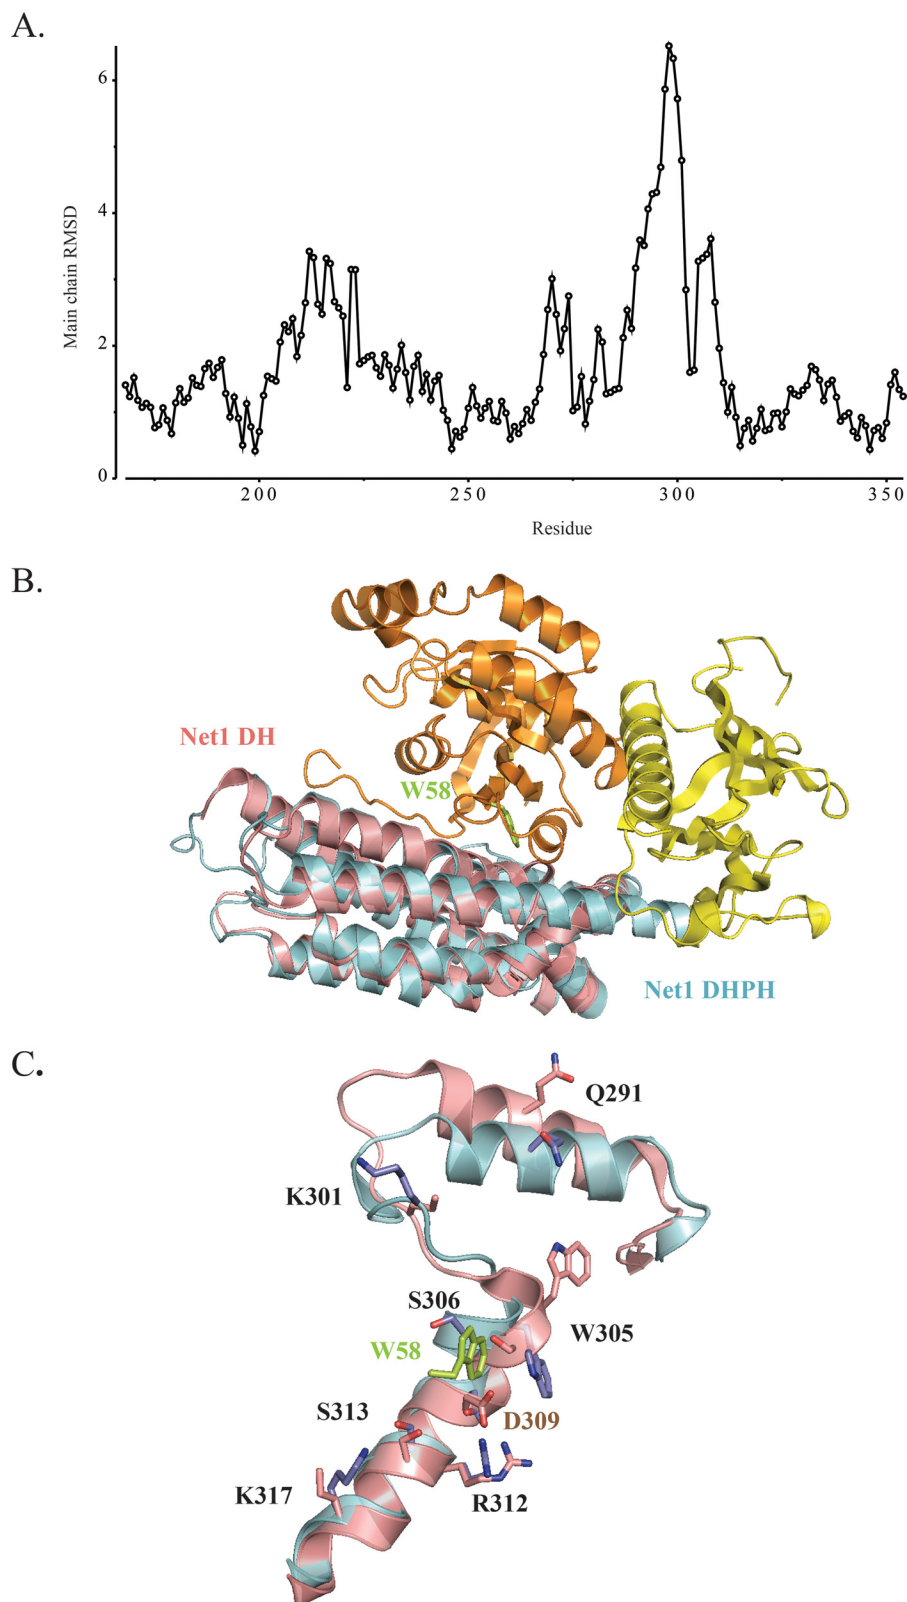 A.
6
4
2
0
Main chain RMSD
200 250 300 350
Residue
B.
Net1 DH
W58
Net1 DHPH
C.
Q291
K301
S306
W305
W58
S313
D309
K317
R312